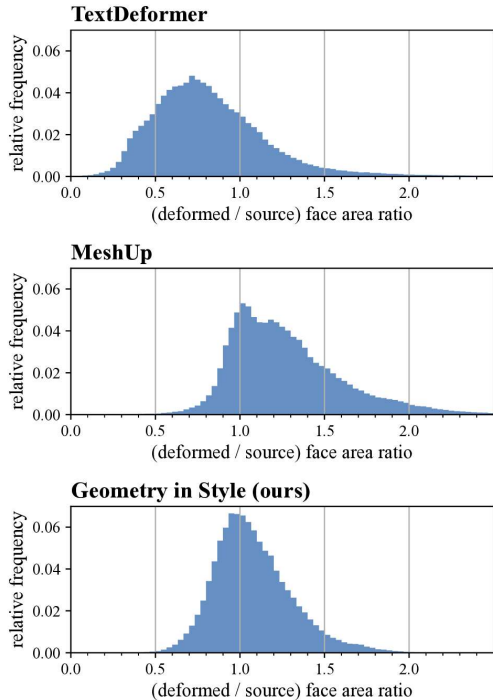 TextDeformer
relative frequency
0.06
0.04
0.02
0.00
0.0 0.5 1.0 1.5 2.0
(deformed / source) face area ratio
MeshUp
relative frequency
0.06
0.04
0.02
0.00
0.0 0.5 1.0 1.5 2.0
(deformed / source) face area ratio
Geometry in Style (ours)
relative frequency
0.06
0.04
0.02
0.00
0.0 0.5 1.0 1.5 2.0
(deformed / source) face area ratio